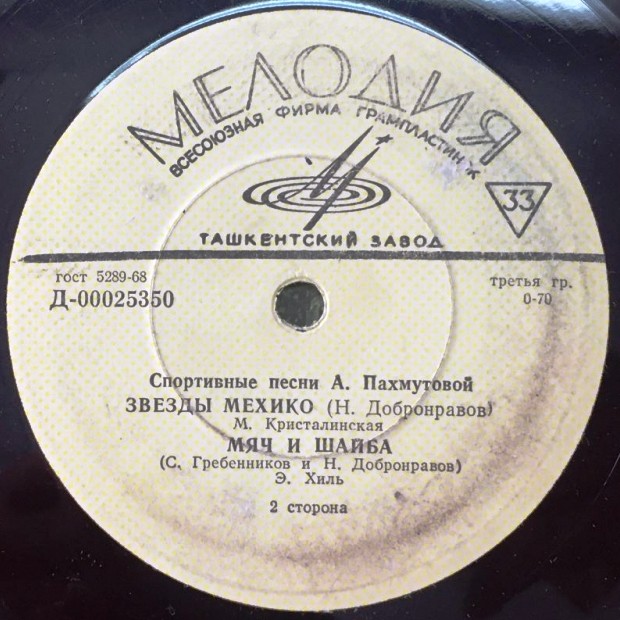 МЕЛОДИЯ
ВСЕСОЮЗНАЯ ФИРМА ГРАМПЛАСТИНОК
33
ТАШКЕНТСКИЙ ЗАВОД
гост 5289-68
Д-00025350
третья гр.
0-70
Спортивные песни А. Пахмутовой
ЗВЕЗДЫ МЕХИКО (Н. Добронравов)
М. Кристалинская
МЯЧ И ШАЙБА
(С. Гребенников и Н. Добронравов)
Э. Хиль
2 сторона